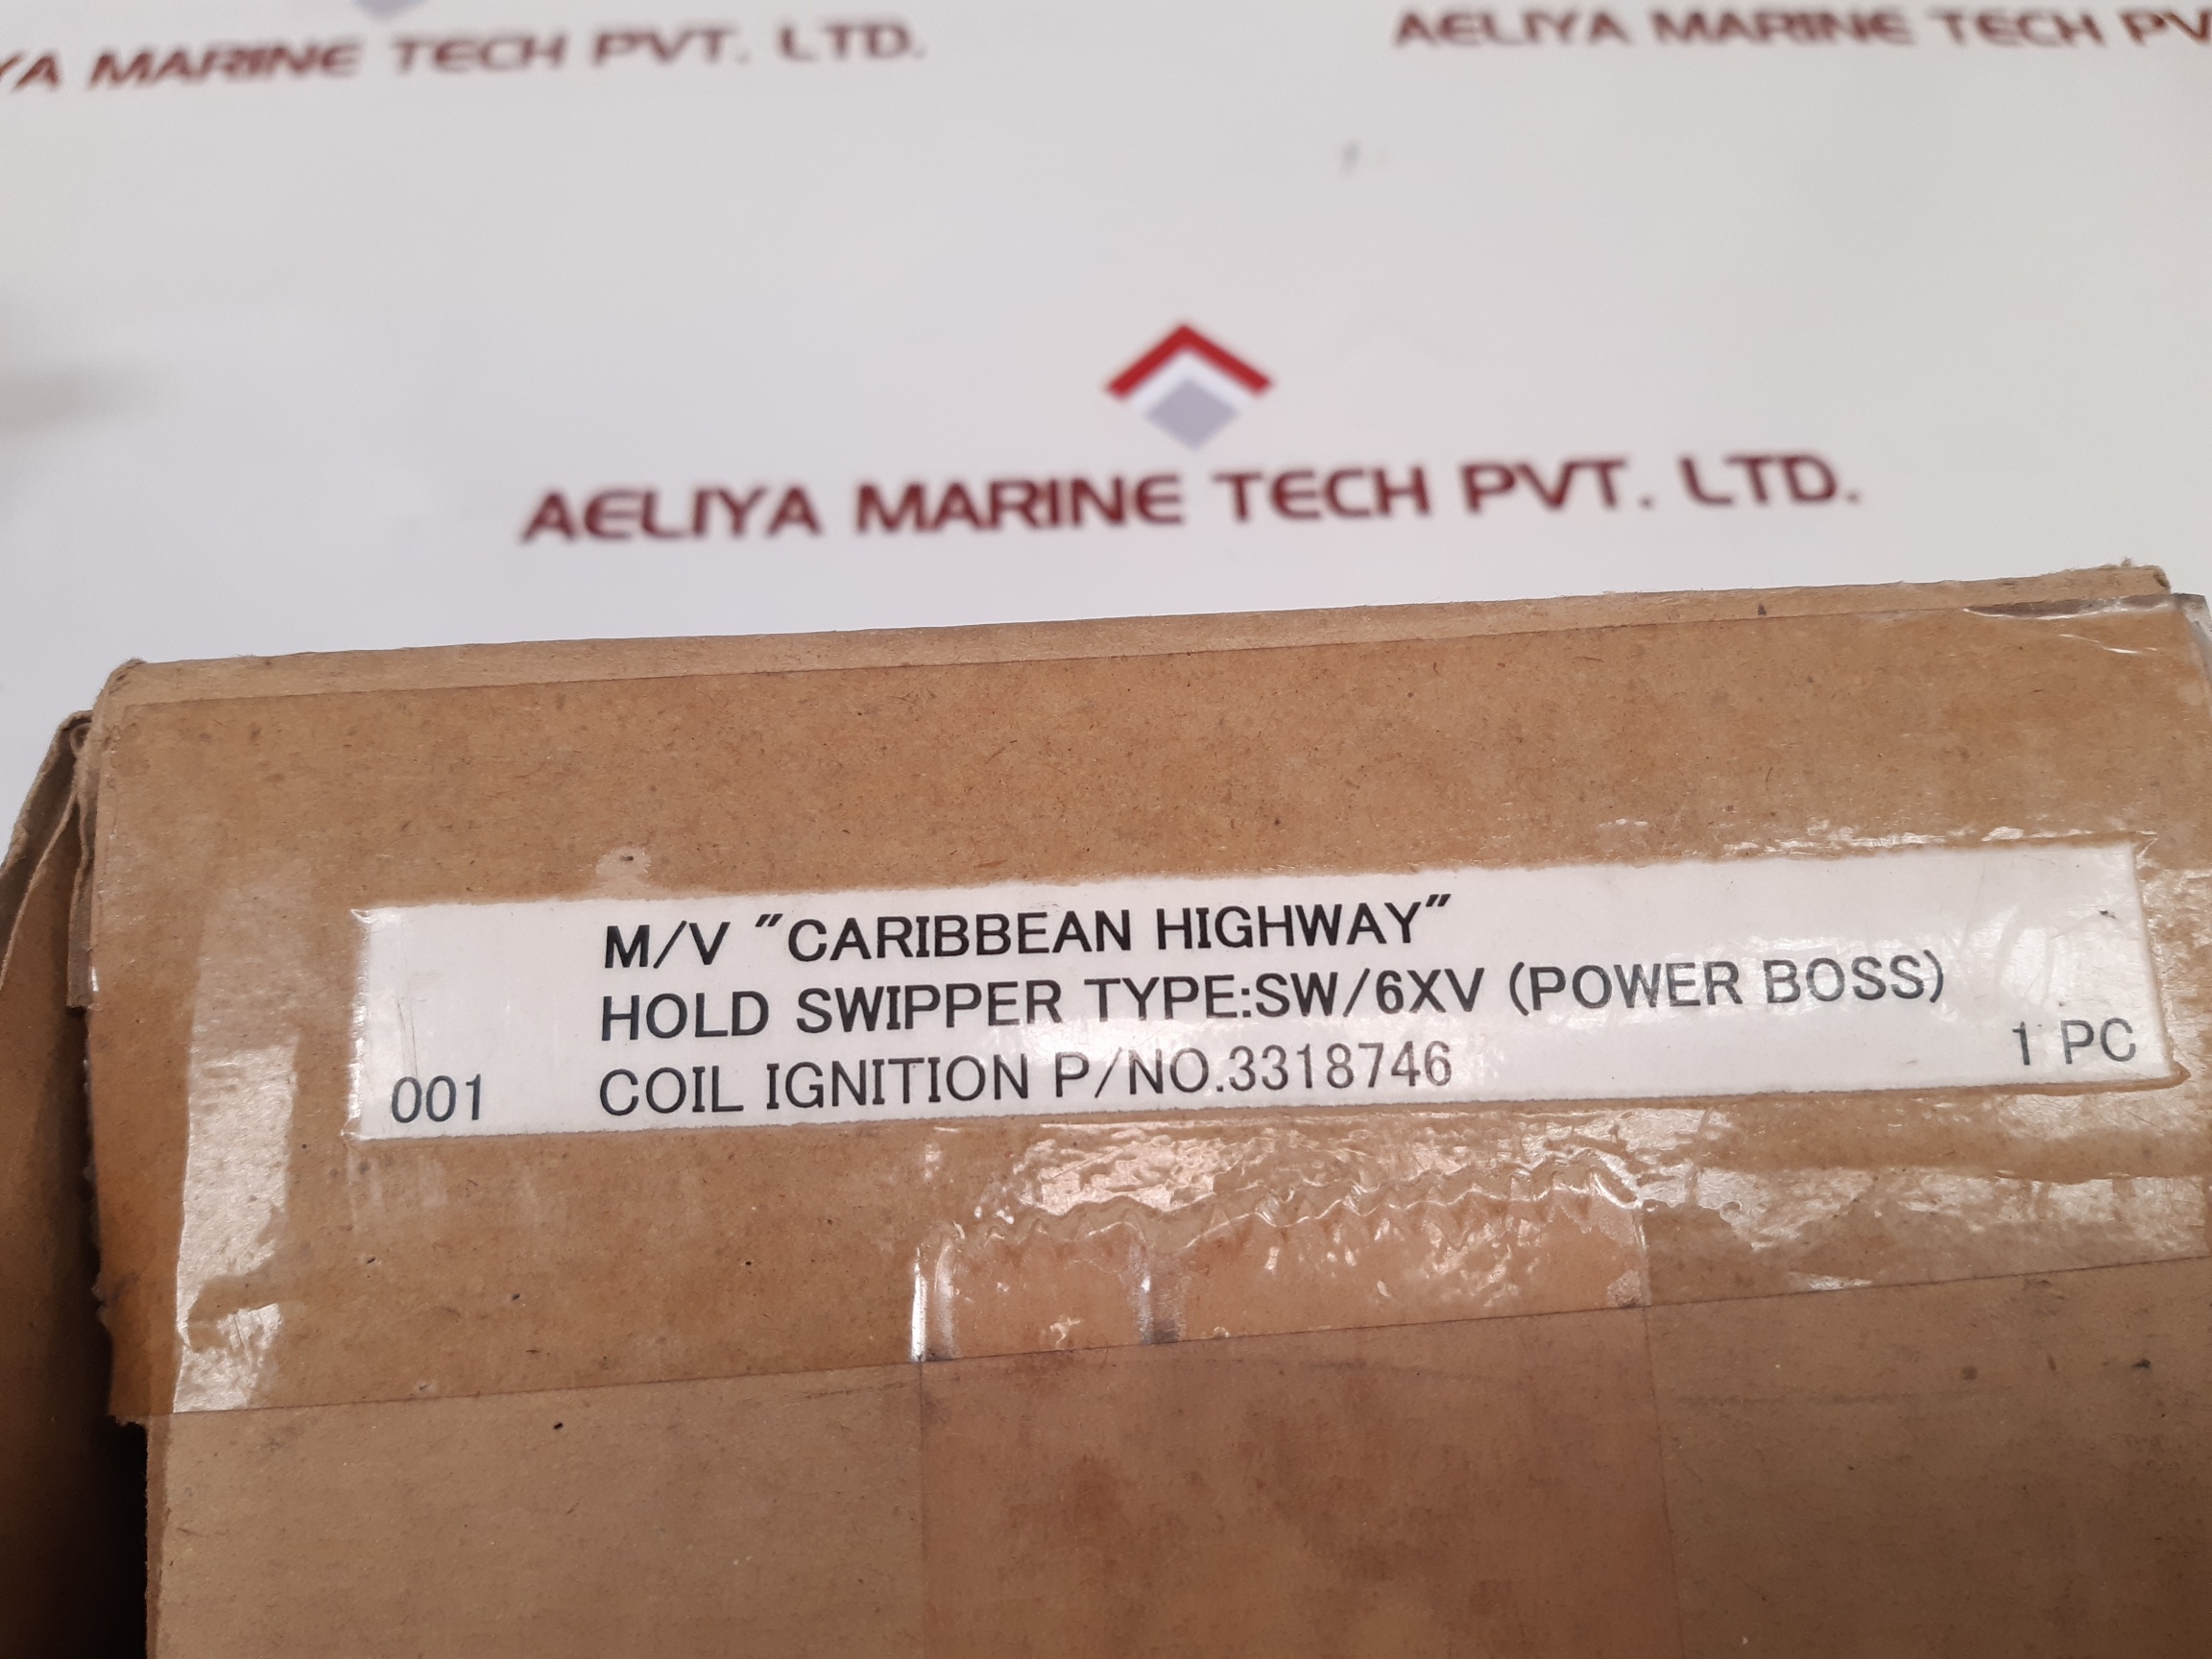 YA MARINE TECH PVT. LTD.
AELIYA MARINE TECH PV
AELIYA MARINE TECH PVT. LTD.
M/V "CARIBBEAN HIGHWAY"
HOLD SWIPPER TYPE:SW/6XV (POWER BOSS)
001 COIL IGNITION P/NO.3318746 1 PC